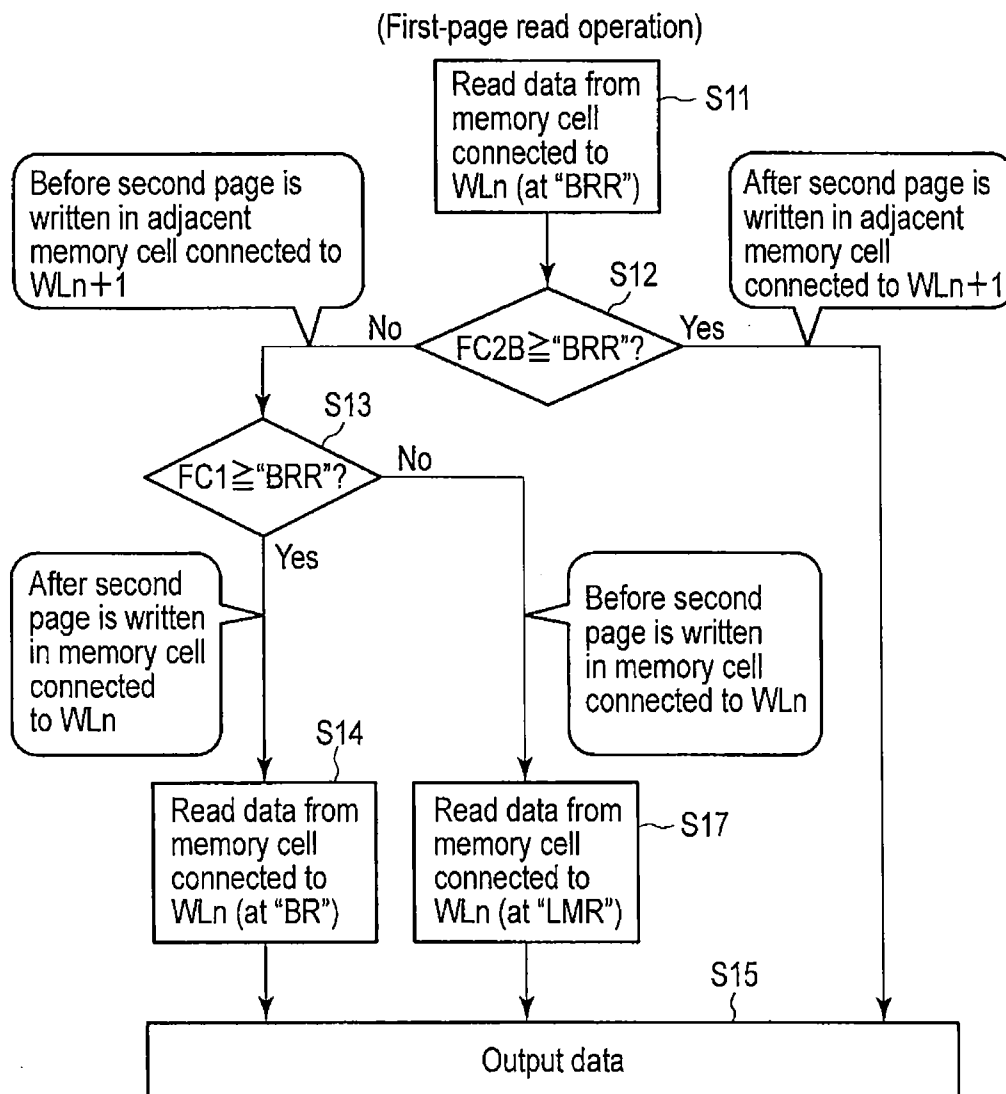 (First-page read operation)
Read data from
memory cell
connected to
WLn (at “BRR”)
S11
Before second page is
written in adjacent
memory cell connected to
WLn+1
After second page is
written in adjacent
memory cell
connected to WLn+1
S12
No
FC2B≧“BRR”?
Yes
S13
FC1≧“BRR”?
No
Yes
After second
page is written
in memory cell
connected
to WLn
Before second
page is written
in memory cell
connected to WLn
S14
Read data from
memory cell
connected to
WLn (at “BR”)
Read data from
memory cell
connected to
WLn (at “LMR”)
S17
S15
Output data